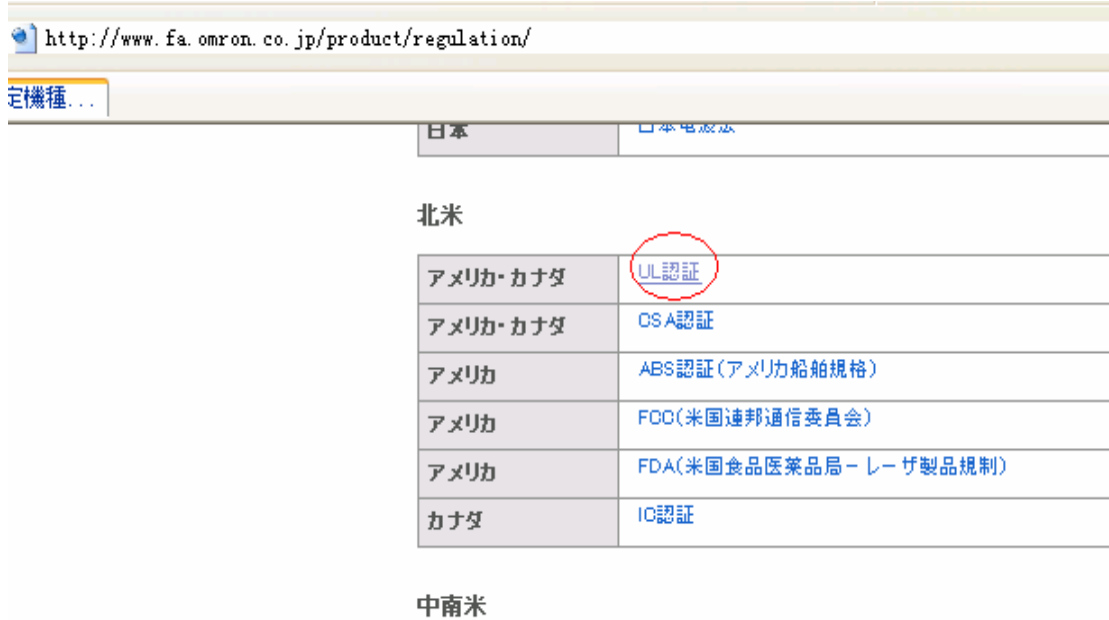 http://www.fa.omron.co.jp/product/regulation/
定機種...
日本 日本電波法
北米
アメリカ・カナダ UL認証
アメリカ・カナダ CSA認証
アメリカ ABS認証(アメリカ船舶規格)
アメリカ FCC(米国連邦通信委員会)
アメリカ FDA(米国食品医薬品局－レーザ製品規制)
カナダ IC認証
中南米